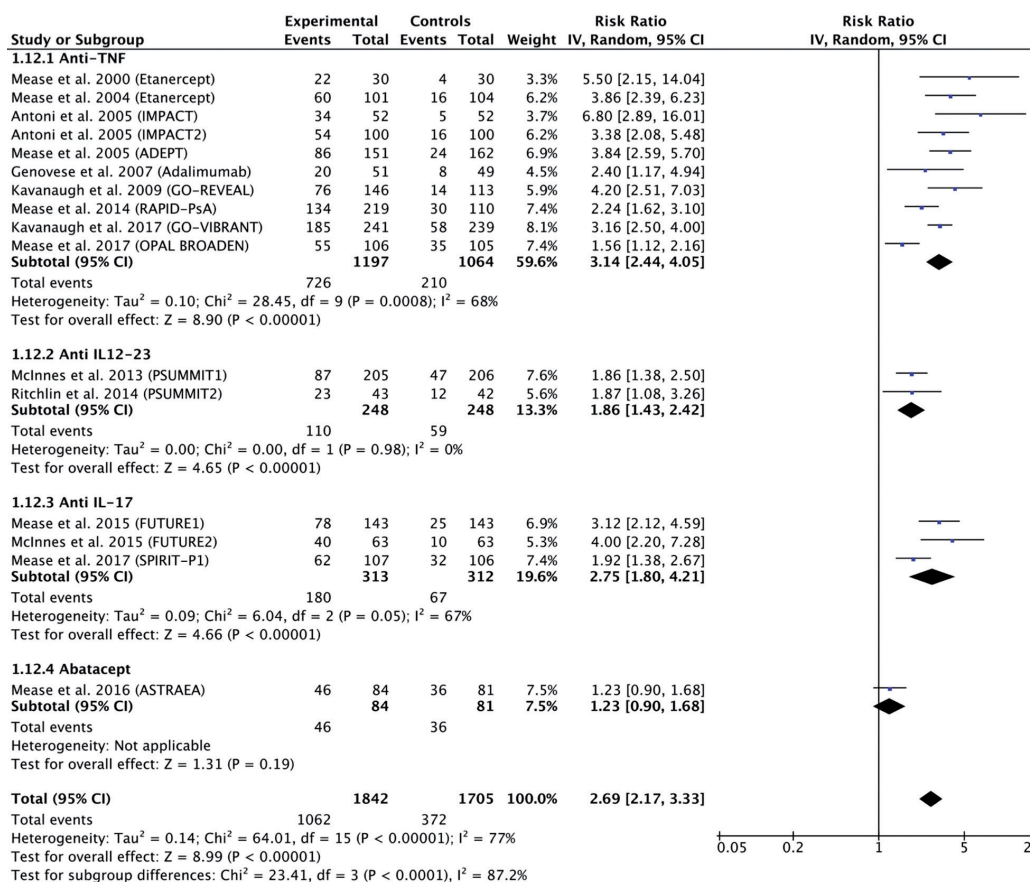 Experimental Controls Risk Ratio Risk Ratio
Study or Subgroup Events Total Events Total Weight IV, Random, 95% CI IV, Random, 95% CI
1.12.1 Anti-TNF
Mease et al. 2000 (Etanercept) 22 30 4 30 3.3% 5.50 [2.15, 14.04]
Mease et al. 2004 (Etanercept) 60 101 16 104 6.2% 3.86 [2.39, 6.23]
Antoni et al. 2005 (IMPACT) 34 52 5 52 3.7% 6.80 [2.89, 16.01]
Antoni et al. 2005 (IMPACT2) 54 100 16 100 6.2% 3.38 [2.08, 5.48]
Mease et al. 2005 (ADEPT) 86 151 24 162 6.9% 3.84 [2.59, 5.70]
Genovese et al. 2007 (Adalimumab) 20 51 8 49 4.5% 2.40 [1.17, 4.94]
Kavanaugh et al. 2009 (GO-REVEAL) 76 146 14 113 5.9% 4.20 [2.51, 7.03]
Mease et al. 2014 (RAPID-PsA) 134 219 30 110 7.4% 2.24 [1.62, 3.10]
Kavanaugh et al. 2017 (GO-VIBRANT) 185 241 58 239 8.1% 3.16 [2.50, 4.00]
Mease et al. 2017 (OPAL BROADEN) 55 106 35 105 7.4% 1.56 [1.12, 2.16]
Subtotal (95% CI) 1197 1064 59.6% 3.14 [2.44, 4.05]
Total events 726 210
Heterogeneity: Tau² = 0.10; Chi² = 28.45, df = 9 (P = 0.0008); I² = 68%
Test for overall effect: Z = 8.90 (P < 0.00001)
1.12.2 Anti IL12-23
McInnes et al. 2013 (PSUMMIT1) 87 205 47 206 7.6% 1.86 [1.38, 2.50]
Ritchlin et al. 2014 (PSUMMIT2) 23 43 12 42 5.6% 1.87 [1.08, 3.26]
Subtotal (95% CI) 248 248 13.3% 1.86 [1.43, 2.42]
Total events 110 59
Heterogeneity: Tau² = 0.00; Chi² = 0.00, df = 1 (P = 0.98); I² = 0%
Test for overall effect: Z = 4.65 (P < 0.00001)
1.12.3 Anti IL-17
Mease et al. 2015 (FUTURE1) 78 143 25 143 6.9% 3.12 [2.12, 4.59]
McInnes et al. 2015 (FUTURE2) 40 63 10 63 5.3% 4.00 [2.20, 7.28]
Mease et al. 2017 (SPIRIT-P1) 62 107 32 106 7.4% 1.92 [1.38, 2.67]
Subtotal (95% CI) 313 312 19.6% 2.75 [1.80, 4.21]
Total events 180 67
Heterogeneity: Tau² = 0.09; Chi² = 6.04, df = 2 (P = 0.05); I² = 67%
Test for overall effect: Z = 4.66 (P < 0.00001)
1.12.4 Abatacept
Mease et al. 2016 (ASTRAEA) 46 84 36 81 7.5% 1.23 [0.90, 1.68]
Subtotal (95% CI) 84 81 7.5% 1.23 [0.90, 1.68]
Total events 46 36
Heterogeneity: Not applicable
Test for overall effect: Z = 1.31 (P = 0.19)
Total (95% CI) 1842 1705 100.0% 2.69 [2.17, 3.33]
Total events 1062 372
Heterogeneity: Tau² = 0.14; Chi² = 64.01, df = 15 (P < 0.00001); I² = 77%
Test for overall effect: Z = 8.99 (P < 0.00001)
Test for subgroup differences: Chi² = 23.41, df = 3 (P < 0.0001), I² = 87.2%
0.05 0.2 1 5